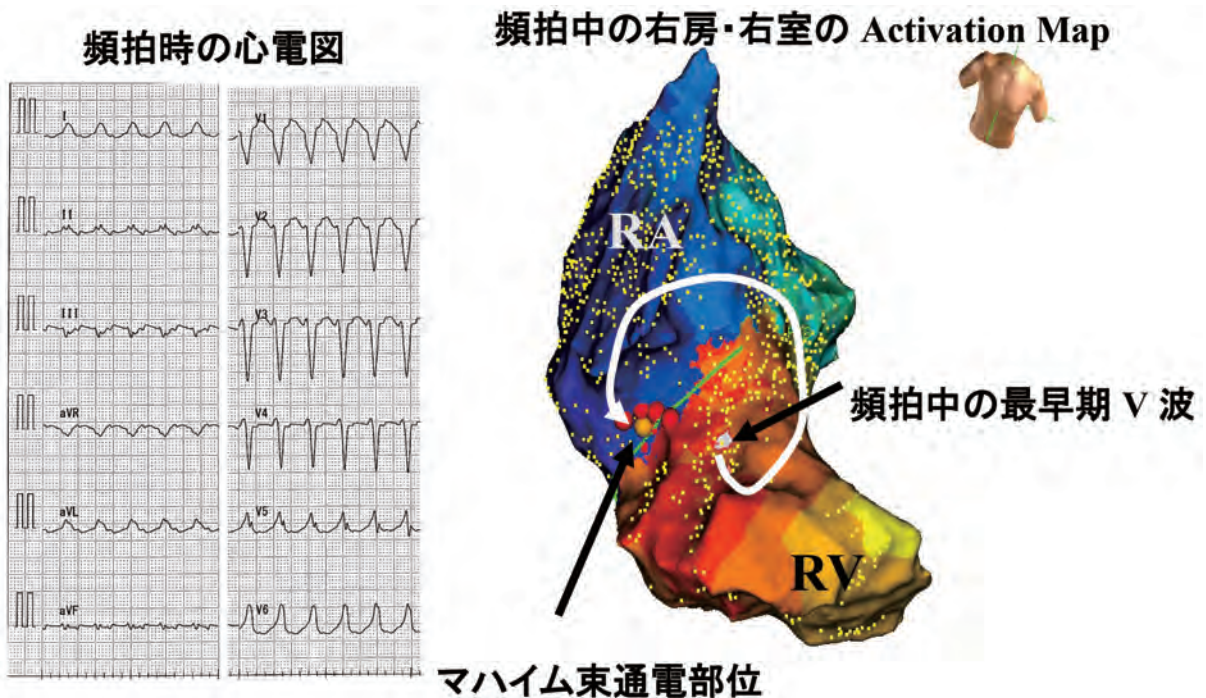 頻拍時の心電図
頻拍中の右房・右室の Activation Map
I
II
III
aVR
aVL
aVF
V1
V2
V3
V4
V5
V6
RA
頻拍中の最早期 V 波
RV
マハイム束通電部位